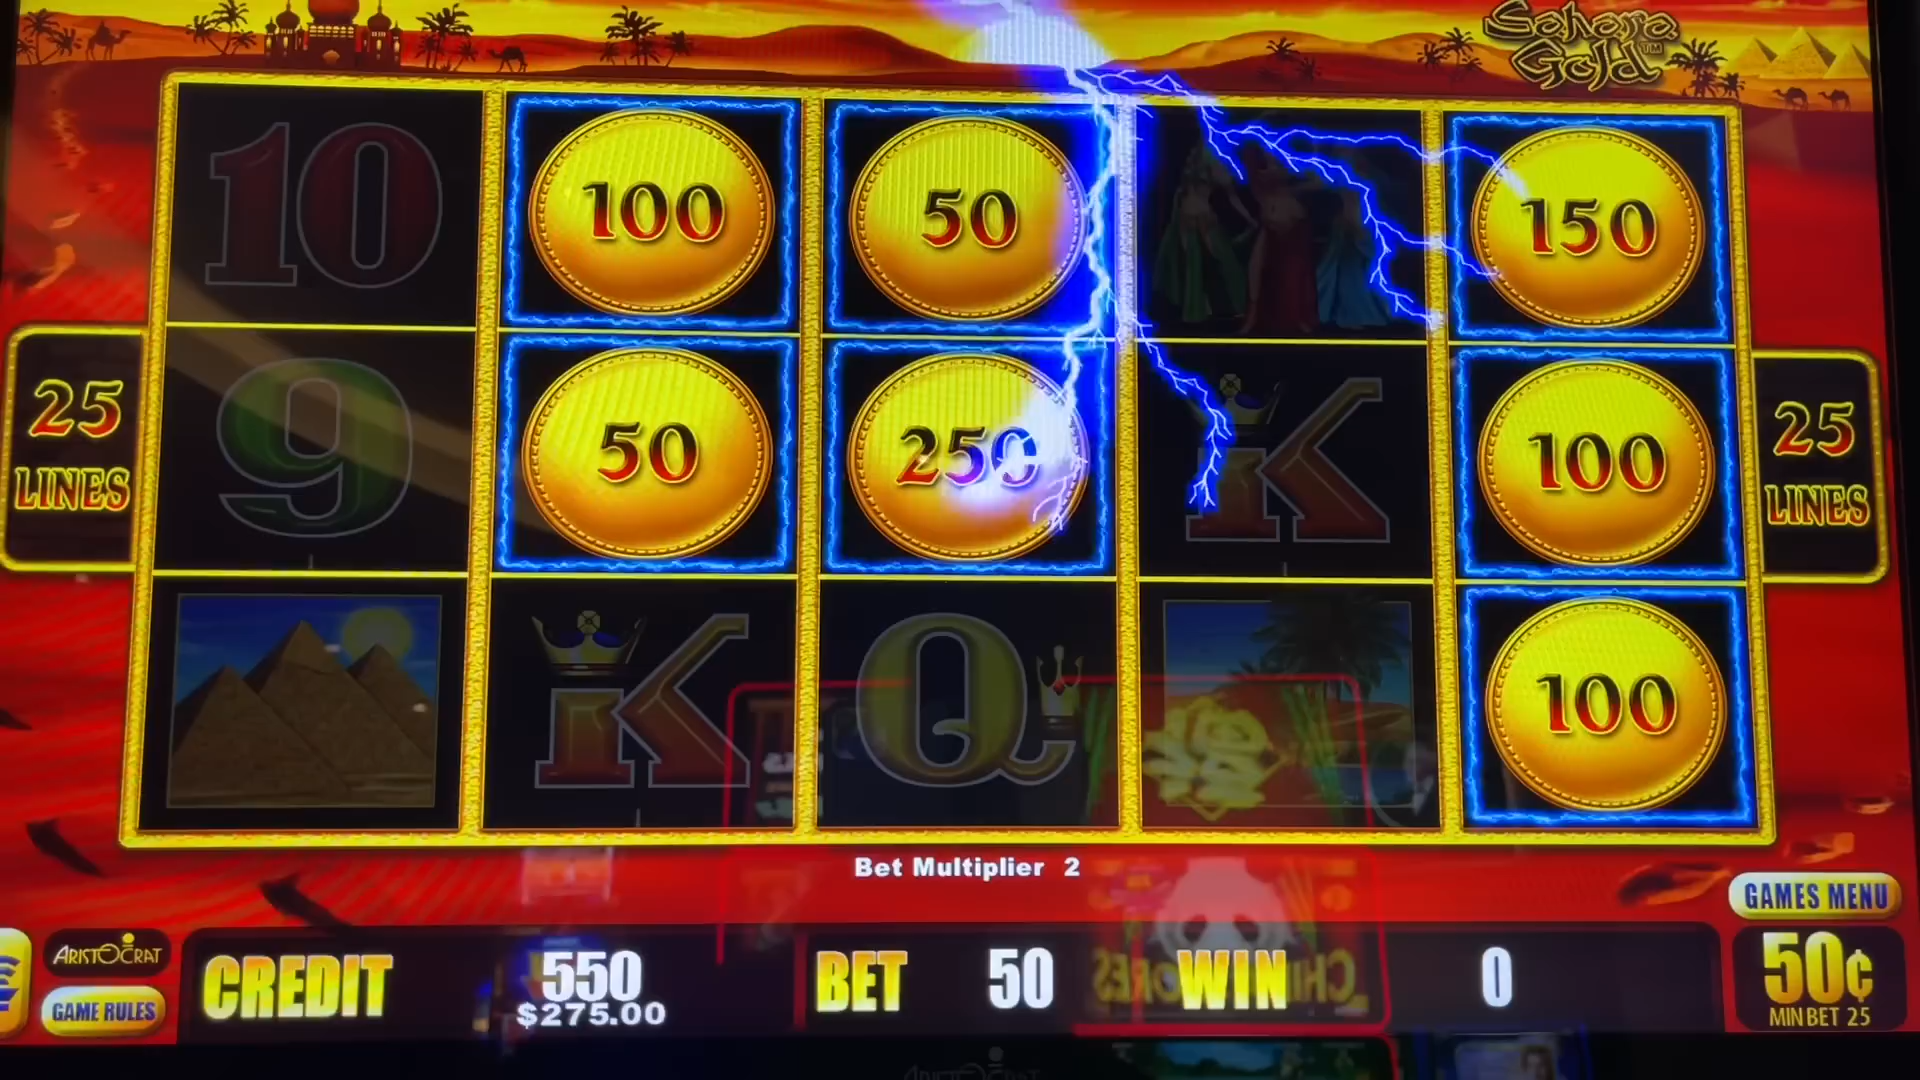 Sahara
Gold™
10
100
50
150
25
LINES
9
50
250
K
100
25
LINES
K
Q
100
Bet Multiplier 2
GAMES MENU
ARISTOCRAT
GAME RULES
CREDIT
550
$275.00
BET 50
WIN 0
50¢
MIN BET 25